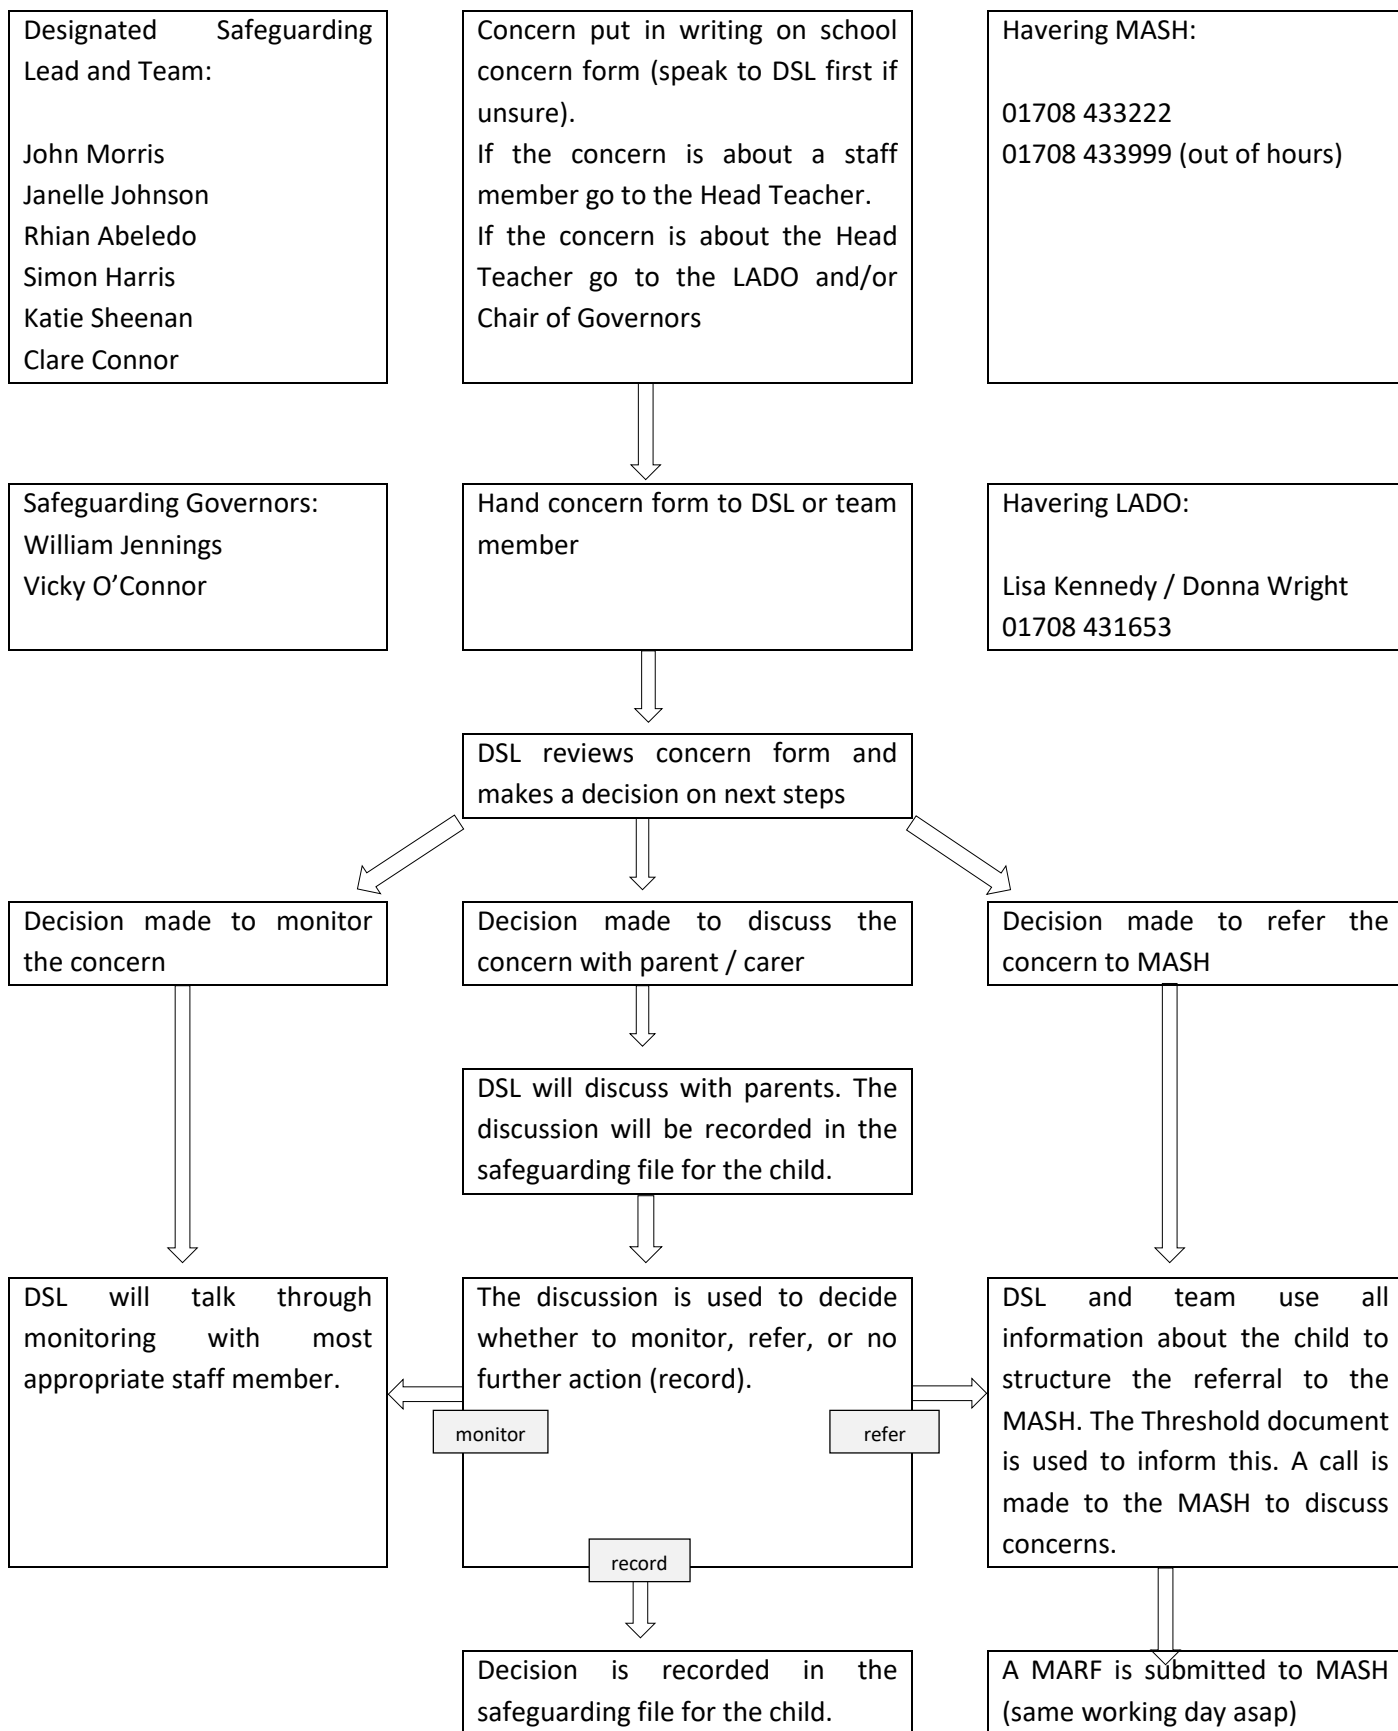 Designated Safeguarding
Lead and Team:
John Morris
Janelle Johnson
Rhian Abeledo
Simon Harris
Katie Sheenan
Clare Connor
Concern put in writing on school
concern form (speak to DSL first if
unsure).
If the concern is about a staff
member go to the Head Teacher.
If the concern is about the Head
Teacher go to the LADO and/or
Chair of Governors
Havering MASH:
01708 433222
01708 433999 (out of hours)
Safeguarding Governors:
William Jennings
Vicky O’Connor
Hand concern form to DSL or team
member
Havering LADO:
Lisa Kennedy / Donna Wright
01708 431653
DSL reviews concern form and
makes a decision on next steps
Decision made to monitor
the concern
Decision made to discuss the
concern with parent / carer
Decision made to refer the
concern to MASH
DSL will discuss with parents. The
discussion will be recorded in the
safeguarding file for the child.
DSL will talk through
monitoring with most
appropriate staff member.
The discussion is used to decide
whether to monitor, refer, or no
further action (record).
monitor
refer
record
DSL and team use all
information about the child to
structure the referral to the
MASH. The Threshold document
is used to inform this. A call is
made to the MASH to discuss
concerns.
Decision is recorded in the
safeguarding file for the child.
A MARF is submitted to MASH
(same working day asap)